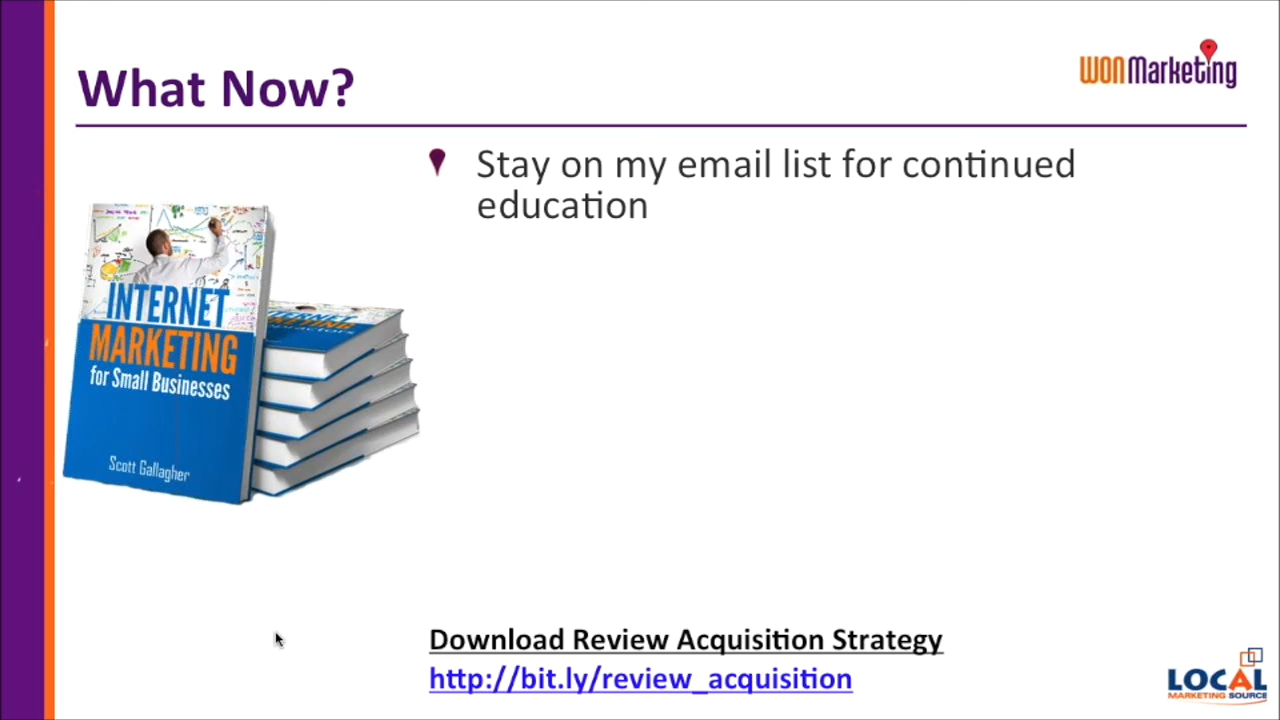 What Now?
WON Marketing
Stay on my email list for continued
education
INTERNET
MARKETING
for Small Businesses
Scott Gallagher
Download Review Acquisition Strategy
http://bit.ly/review_acquisition
LOCAL
MARKETING SOURCE